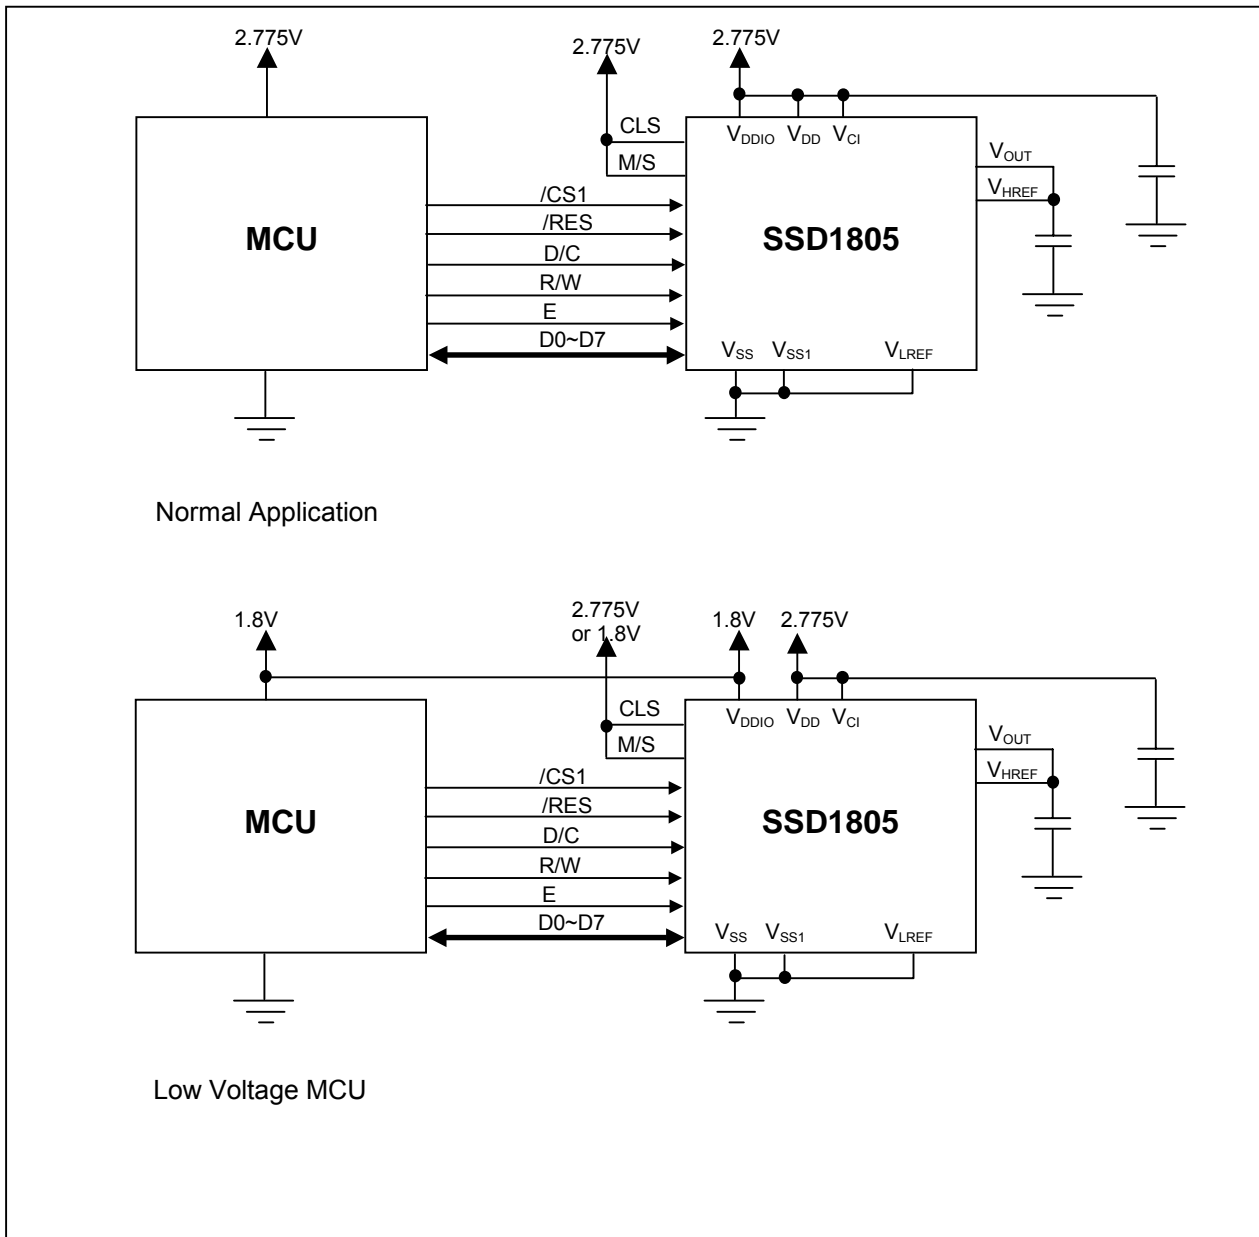 2.775V 2.775V 2.775V
CLS
M/S
VDDIO VDD VCI
VOUT
VHREF
/CS1
/RES
D/C
R/W
E
D0~D7
MCU
SSD1805
VSS VSS1 VLREF
Normal Application
1.8V 2.775V or 1.8V 1.8V 2.775V
CLS
M/S
VDDIO VDD VCI
VOUT
VHREF
/CS1
/RES
D/C
R/W
E
D0~D7
MCU
SSD1805
VSS VSS1 VLREF
Low Voltage MCU